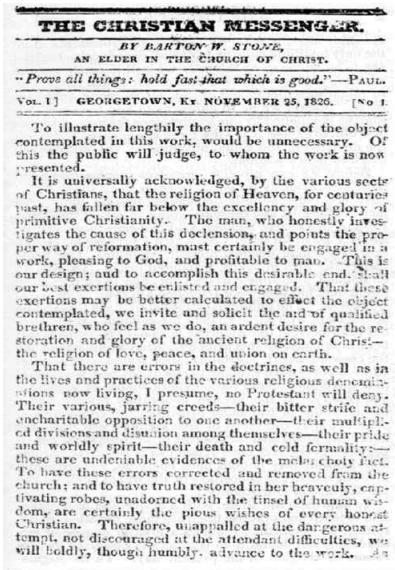 THE CHRISTIAN MESSENGER.
BY BARTON W. STONE,
AN ELDER IN THE CHURCH OF CHRIST.
"Prove all things: hold fast that which is good."—PAUL.
VOL. I] GEORGETOWN, KY. NOVEMBER 25, 1826. [No 1.
To illustrate lengthily the importance of the object
contemplated in this work, would be unnecessary. Of
this the public will judge, to whom the work is now
presented.
It is universally acknowledged, by the various sects
of Christians, that the religion of Heaven, for centuries
past, has fallen far below the excellency and glory of
primitive Christianity. The man, who honestly inves-
tigates the cause of this declension, and points the pro-
per way of reformation, must certainly be engaged in a
work, pleasing to God, and profitable to man. This is
our design; and to accomplish this desirable end, shall
our best exertions be enlisted and engaged. That these
exertions may be better calculated to effect the object
contemplated, we invite and solicit the aid of qualified
brethren, who feel as we do, an ardent desire for the re-
storation and glory of the ancient religion of Christ—
the religion of love, peace, and union on earth.
That there are errors in the doctrines, as well as in
the lives and practices of the various religious denomin-
ations now living, I presume, no Protestant will deny.
Their various, jarring creeds—their bitter strife and
uncharitable opposition to one another—their multipli-
ed divisions and disunion among themselves—their pride
and worldly spirit—their death and cold formality:—
these are undeniable evidences of the melancholy fact.
To have these errors corrected and removed from the
church; and to have truth restored in her heavenly, cap-
tivating robes, unadorned with the tinsel of human wis-
dom, are certainly the pious wishes of every honest
Christian. Therefore, unappalled at the dangerous at-
tempt, not discouraged at the attendant difficulties, we
will boldly, though humbly, advance to the work. As